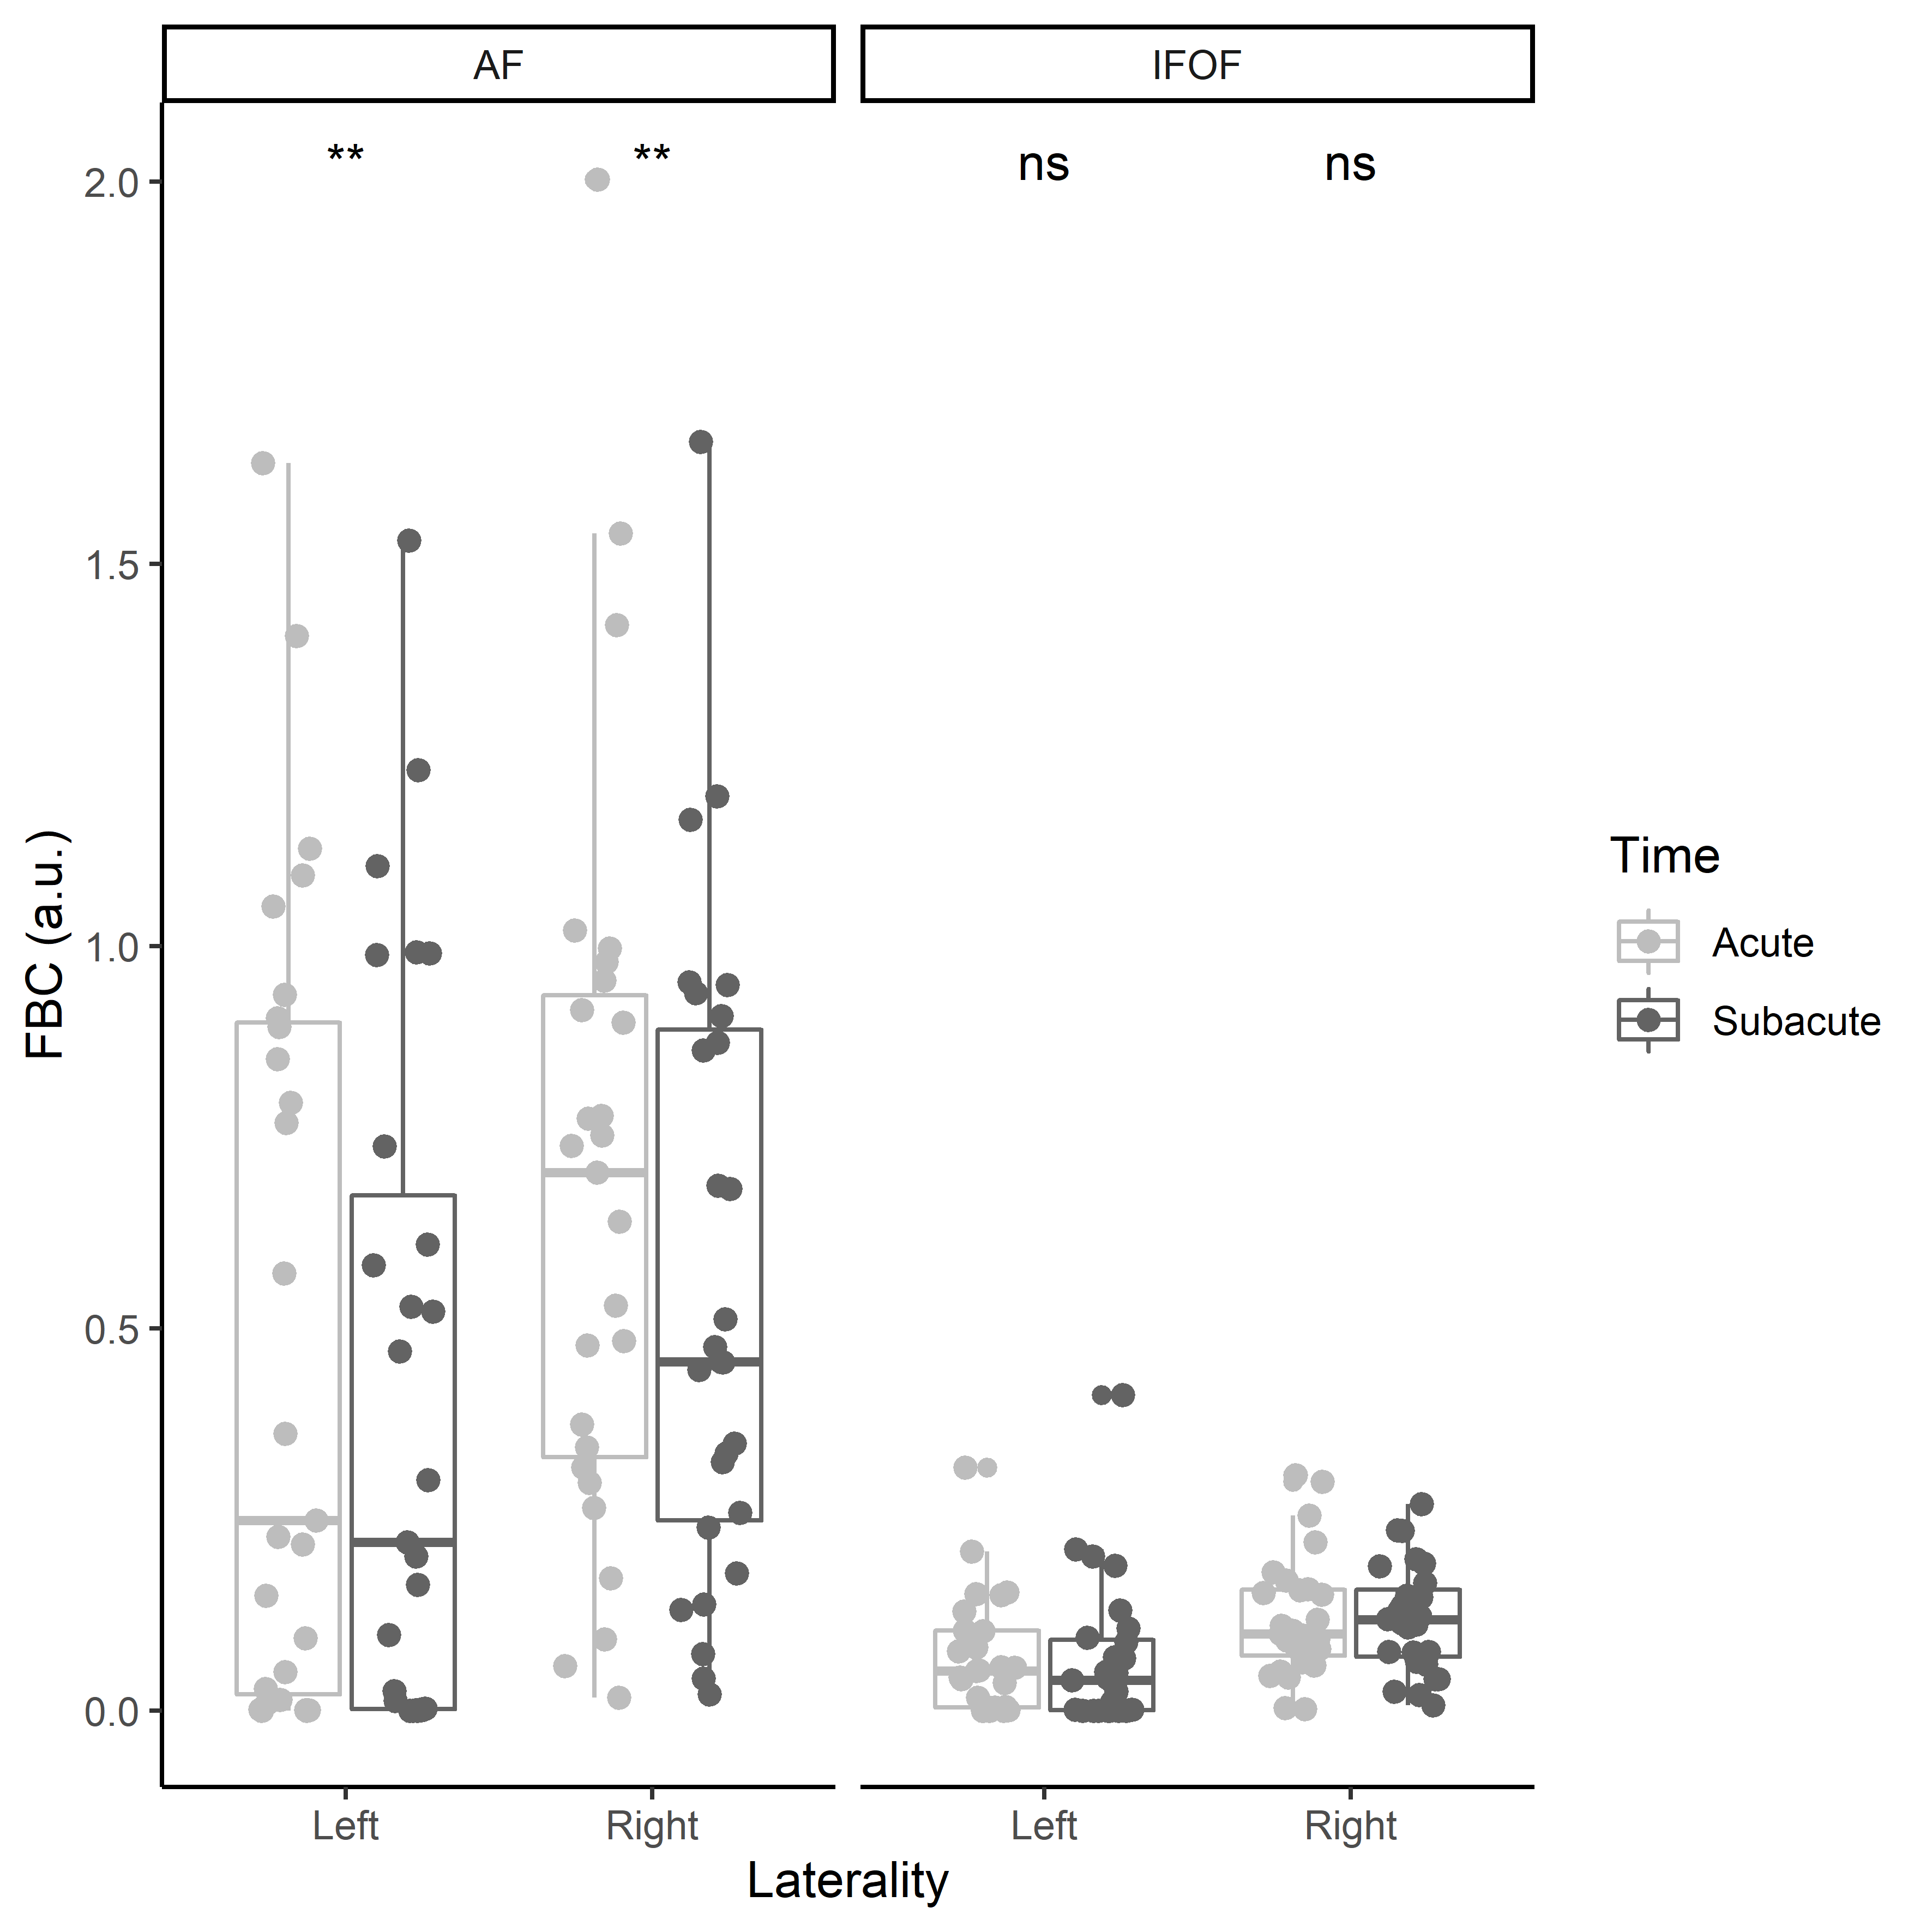 AF
IFOF
** ** ns ns
2.0
1.5
1.0
0.5
0.0
FBC (a.u.)
Left Right Left Right
Laterality
Time
Acute
Subacute